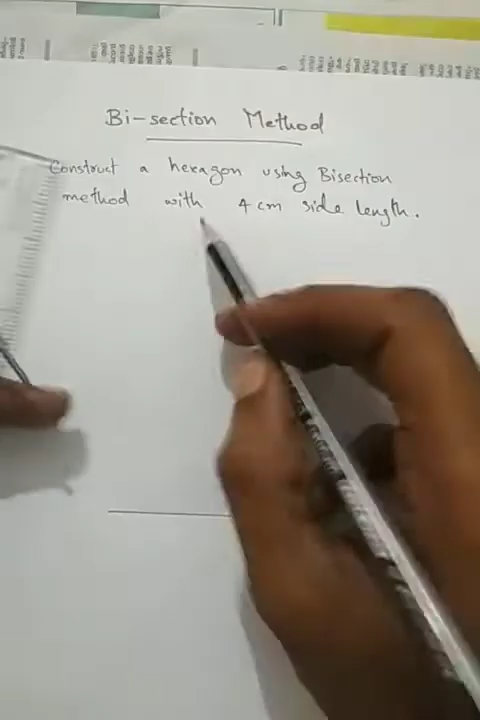 Bi-section Method
Construct a hexagon using Bisection
method with 4 cm side length.